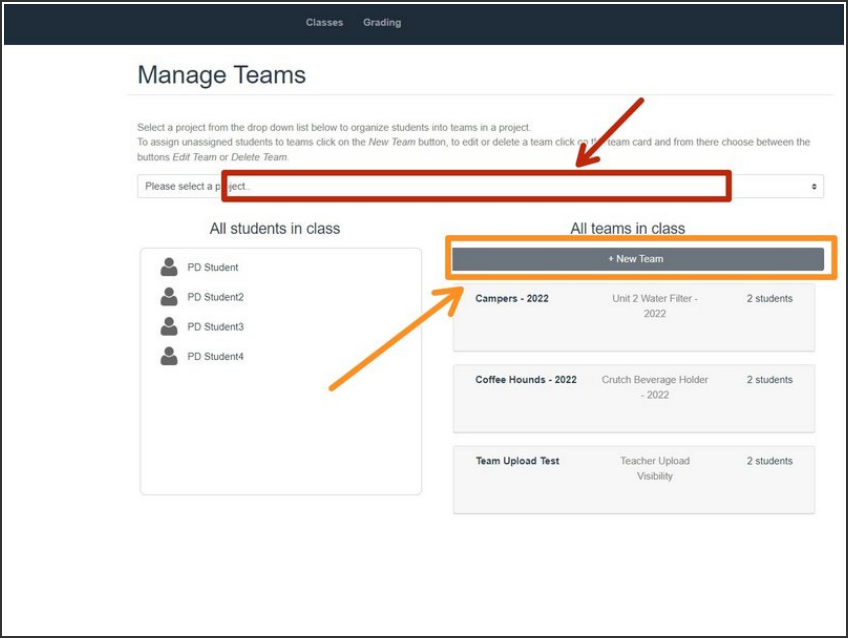 Classes Grading
Manage Teams
Select a project from the drop down list below to organize students into teams in a project.
To assign unassigned students to teams click on the New Team button, to edit or delete a team click on the team card and from there choose between the
buttons Edit Team or Delete Team.
Please select a project..
All students in class
All teams in class
PD Student
PD Student2
PD Student3
PD Student4
+ New Team
Campers - 2022
Unit 2 Water Filter -
2022
2 students
Coffee Hounds - 2022
Crutch Beverage Holder
- 2022
2 students
Team Upload Test
Teacher Upload
Visibility
2 students